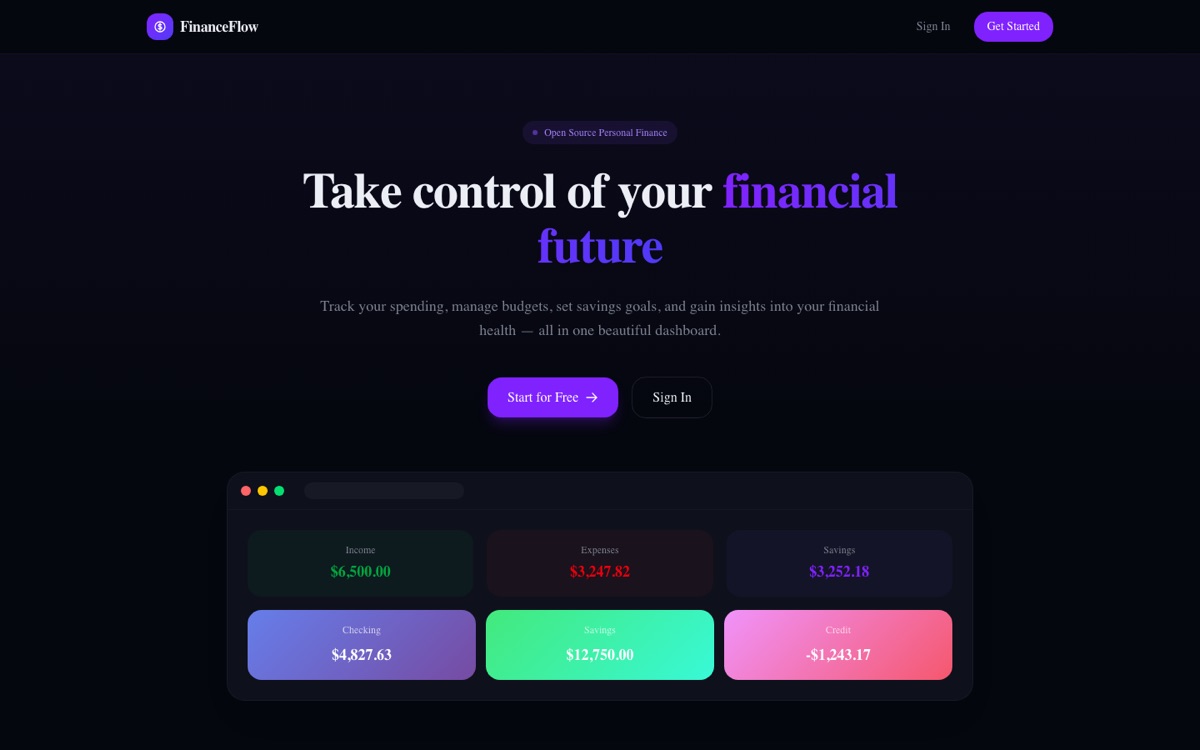 FinanceFlow
Sign In
Get Started
Open Source Personal Finance
Take control of your financial
future
Track your spending, manage budgets, set savings goals, and gain insights into your financial
health — all in one beautiful dashboard.
Start for Free →
Sign In
Income
$6,500.00
Expenses
$3,247.82
Savings
$3,252.18
Checking
$4,827.63
Savings
$12,750.00
Credit
-$1,243.17